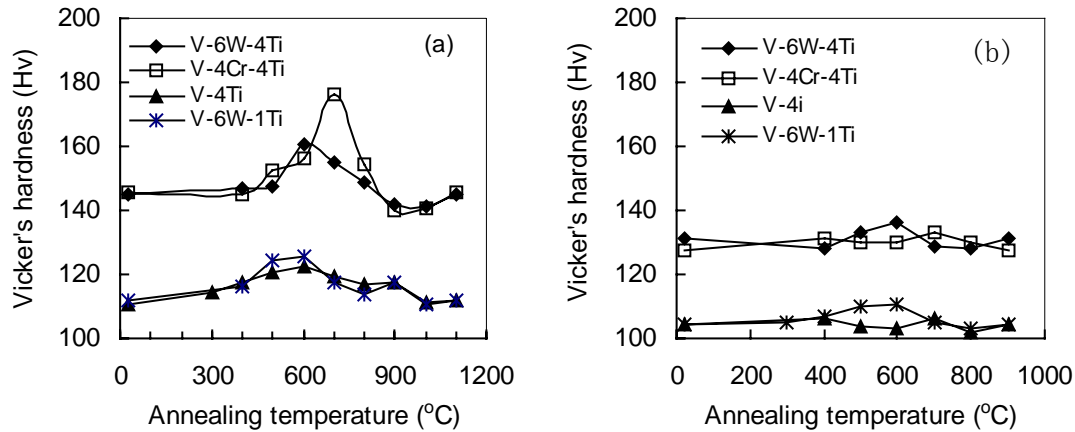 Vicker's hardness (Hv)
200
180
160
140
120
100
(a)
V-6W-4Ti
V-4Cr-4Ti
V-4Ti
V-6W-1Ti
0 300 600 900 1200
Annealing temperature (°C)
Vicker's hardness (Hv)
200
180
160
140
120
100
(b)
V-6W-4Ti
V-4Cr-4Ti
V-4i
V-6W-1Ti
0 200 400 600 800 1000
Annealing temperature (°C)